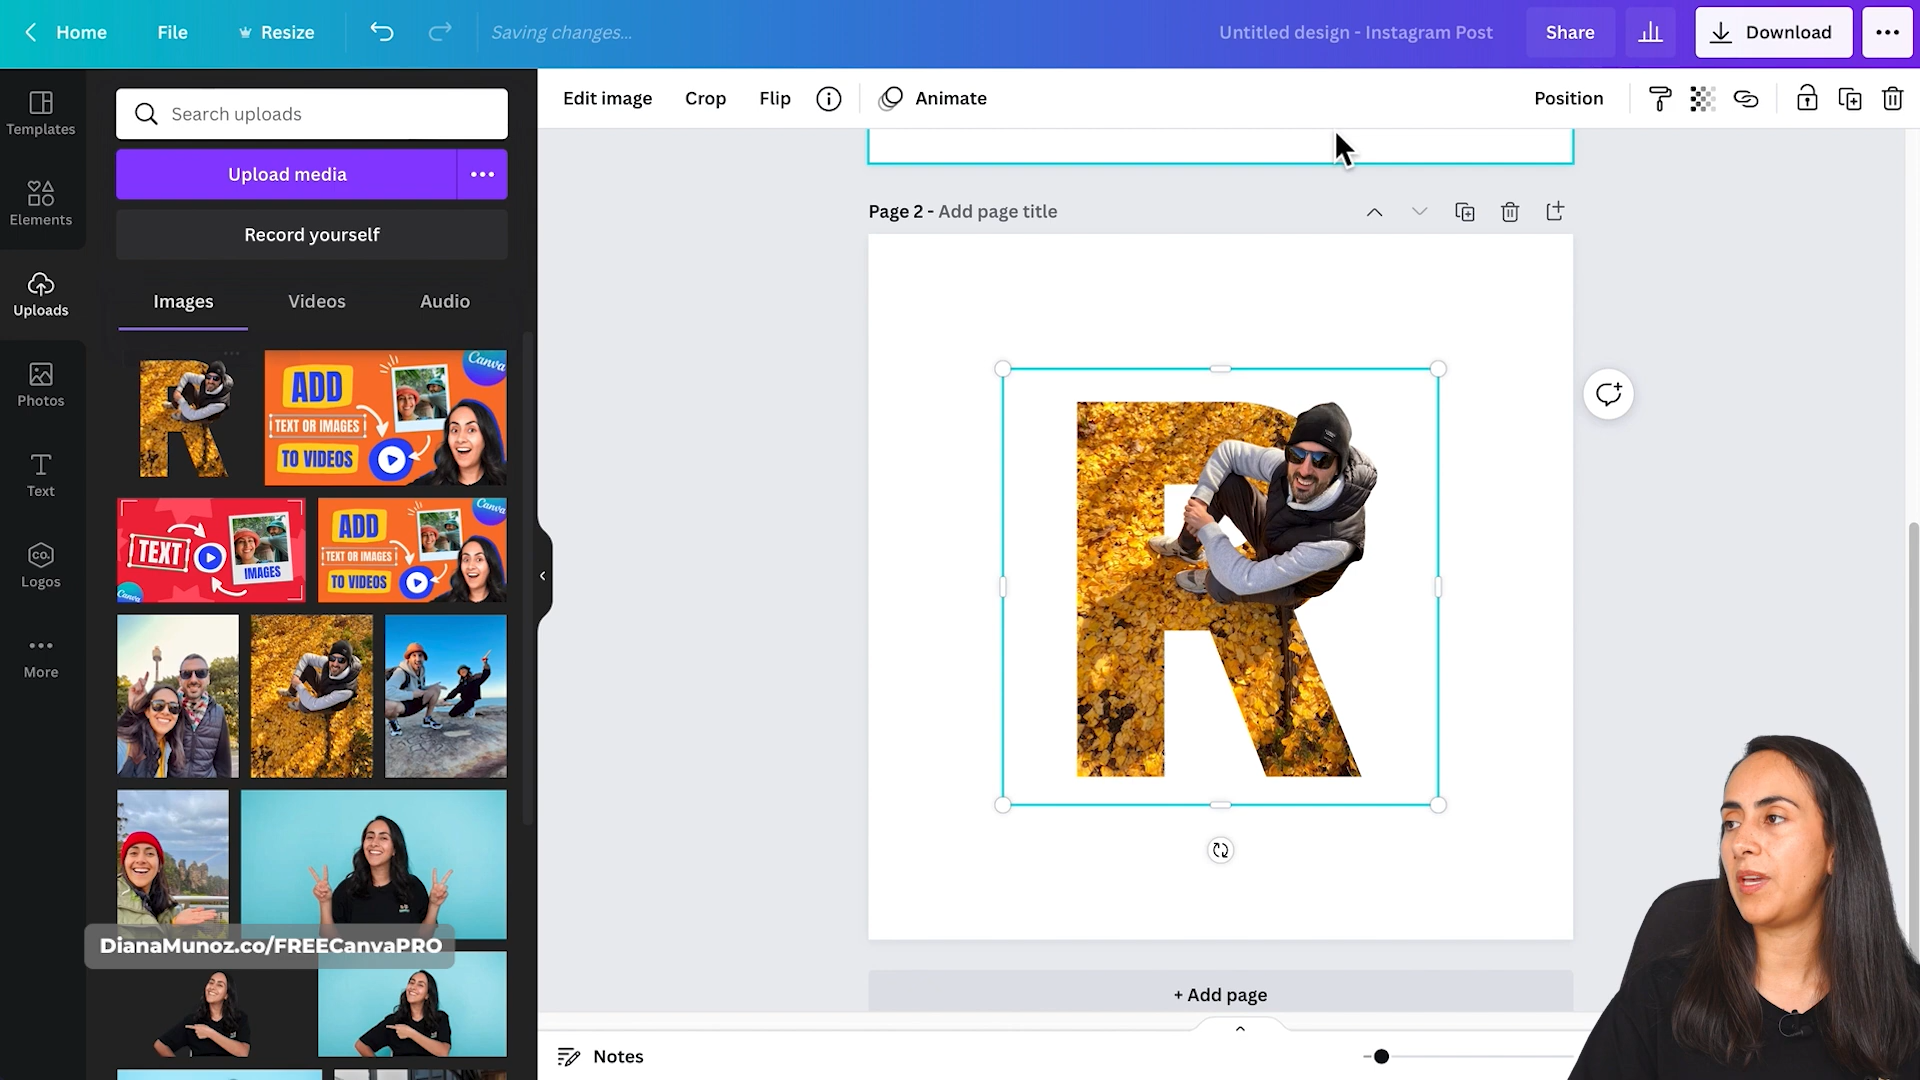 Home
File
Resize
Saving changes...
Untitled design - Instagram Post
Share
Download
Templates
Elements
Uploads
Photos
Text
Logos
CO.
More
Search uploads
Upload media
Record yourself
Images
Videos
Audio
ADD
TEXT OR IMAGES
TO VIDEOS
Canva
TEXT
IMAGES
Canva
ADD
TEXT OR IMAGES
TO VIDEOS
Canva
DianaMunoz.co/FREECanvaPRO
Edit image
Crop
Flip
Animate
Position
Page 2 - Add page title
R
+ Add page
Notes